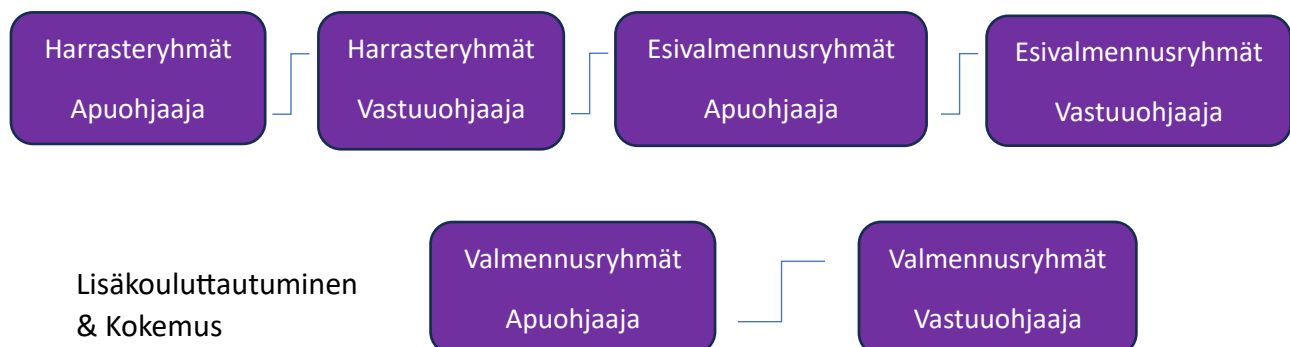 Harrasteryhmät
Apuohjaaja
Harrasteryhmät
Vastuuohjaaja
Esivalmennusryhmät
Apuohjaaja
Esivalmennusryhmät
Vastuuohjaaja
Lisäkouluttautuminen
& Kokemus
Valmennusryhmät
Apuohjaaja
Valmennusryhmät
Vastuuohjaaja